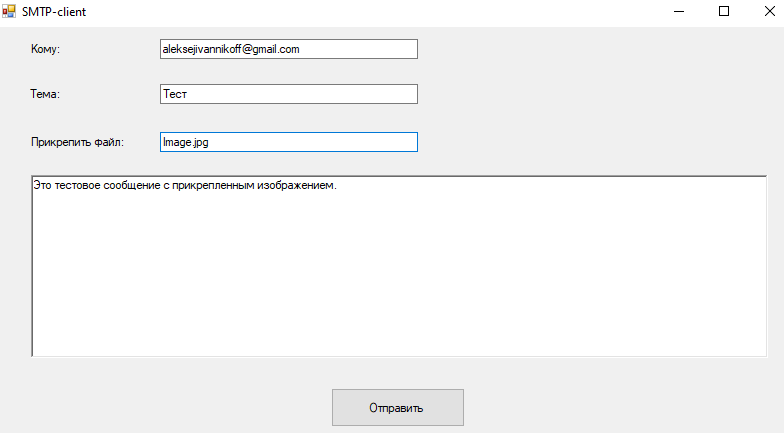 SMTP-client
Кому: aleksejivannikoff@gmail.com
Тема: Тест
Прикрепить файл: Image.jpg
Это тестовое сообщение с прикрепленным изображением.
Отправить